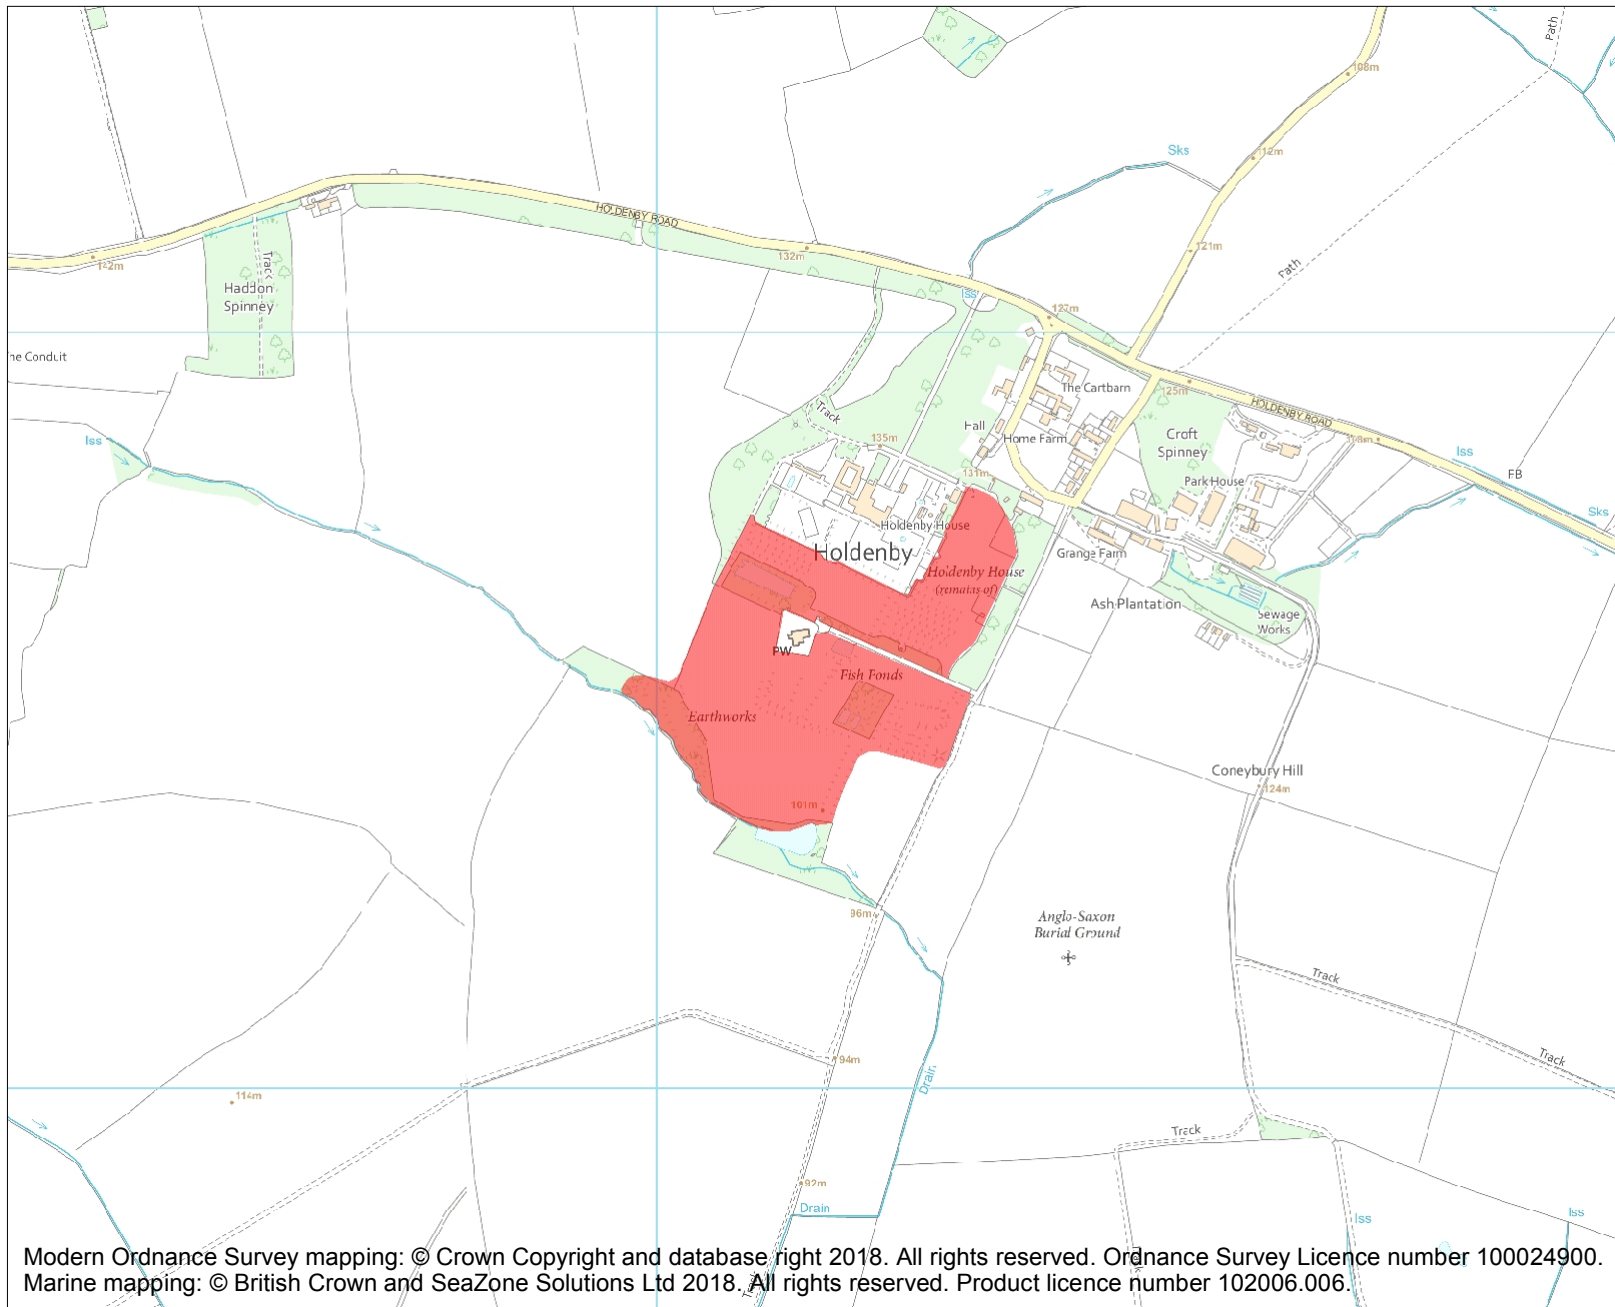 Path
108m
Sks
112m
HOLDENBY ROAD
121m
132m
142m
Track
Path
Haddon
Spinney
Iss
127m
he Conduit
The Cartbarn
125m
HOLDENBY ROAD
Track
Hall
Home Farm
135m
Croft
Spinney
118m
Iss
Iss
131m
Park House
FB
Sks
Holdenby House
Holdenby
Grange Farm
Holdenby House
(remains of)
Ash Plantation
Sewage
Works
PW
Fish Ponds
Earthworks
Coneybury Hill
124m
101m
96m
Anglo-Saxon
Burial Ground
Track
Track
94m
Drain
114m
Track
92m
Drain
Iss
Iss
Track
Track
Modern Ordnance Survey mapping: © Crown Copyright and database right 2018. All rights reserved. Ordnance Survey Licence number 100024900.
Marine mapping: © British Crown and SeaZone Solutions Ltd 2018. All rights reserved. Product licence number 102006.006.